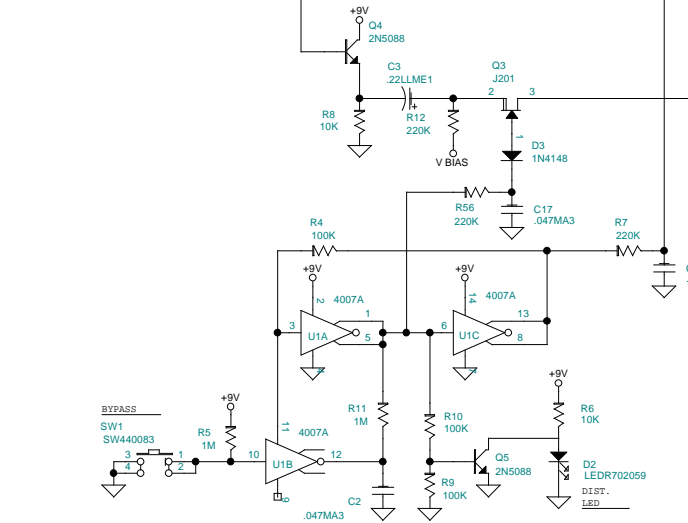 +9V
Q4
2N5088
C3
.22LLME1
+
R8
10K
R12
220K
V BIAS
Q3
J201
2
3
1
D3
1N4148
R56
220K
C17
.047MA3
R4
100K
R7
220K
+9V
2
4007A
3
U1A
1
5
+9V
14
4007A
6
U1C
13
8
7
11
BYPASS
SW1
SW440083
3
4
1
2
+9V
R5
1M
10
4007A
U1B
12
9
R11
1M
C2
.047MA3
R10
100K
R9
100K
Q5
2N5088
+9V
R6
10K
D2
LEDR702059
DIST.
LED